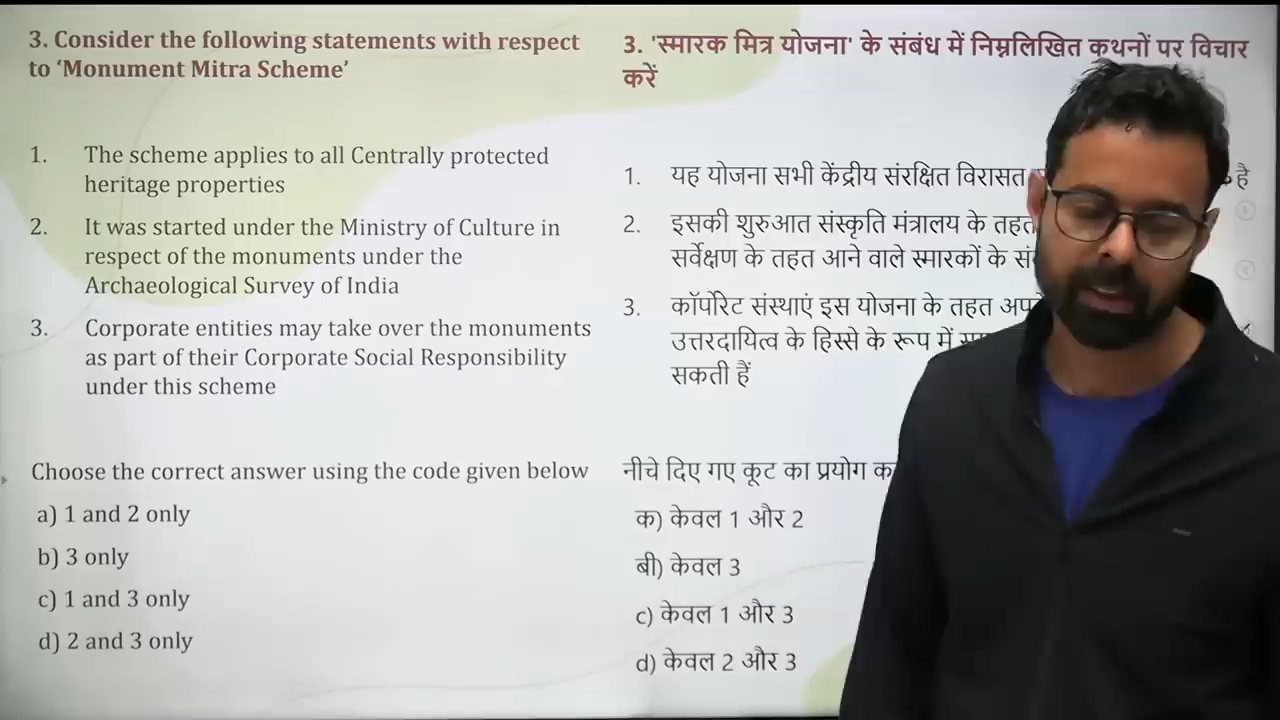 3. Consider the following statements with respect
to ‘Monument Mitra Scheme’
1. The scheme applies to all Centrally protected
heritage properties
2. It was started under the Ministry of Culture in
respect of the monuments under the
Archaeological Survey of India
3. Corporate entities may take over the monuments
as part of their Corporate Social Responsibility
under this scheme
Choose the correct answer using the code given below
a) 1 and 2 only
b) 3 only
c) 1 and 3 only
d) 2 and 3 only
3. 'स्मारक मित्र योजना' के संबंध में निम्नलिखित कथनों पर विचार
करें
1. यह योजना सभी केंद्रीय संरक्षित विरासत है
2. इसकी शुरुआत संस्कृति मंत्रालय के तहत
सर्वेक्षण के तहत आने वाले स्मारकों के
3. कॉर्पोरेट संस्थाएं इस योजना के तहत
उत्तरदायित्व के हिस्से के रूप में
सकती हैं
नीचे दिए गए कूट का प्रयोग
क) केवल 1 और 2
बी) केवल 3
c) केवल 1 और 3
d) केवल 2 और 3